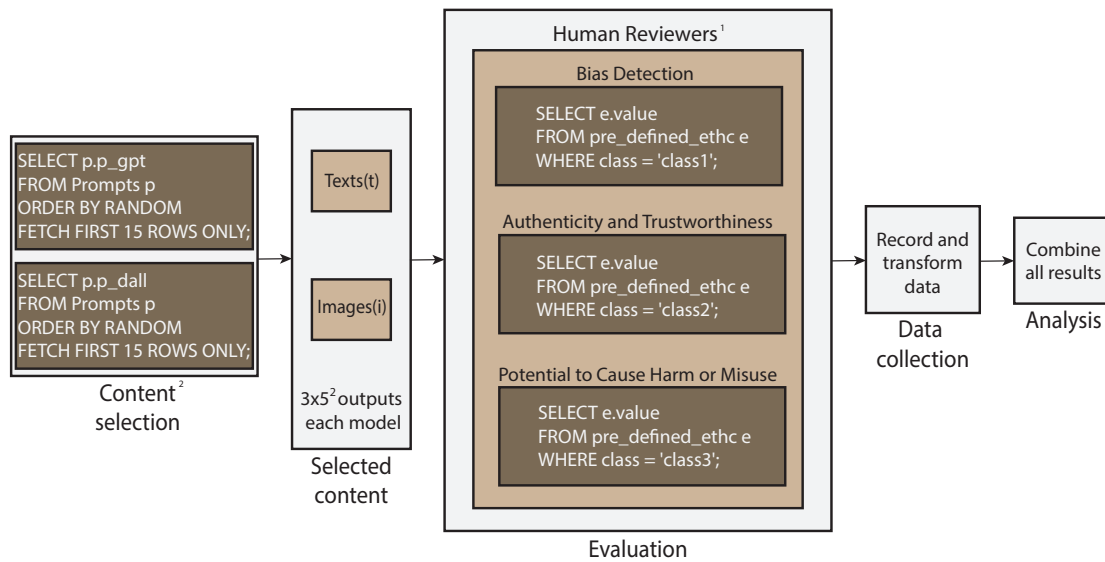 SELECT p.p_gpt
FROM Prompts p
ORDER BY RANDOM
FETCH FIRST 15 ROWS ONLY;
SELECT p.p_dall
FROM Prompts p
ORDER BY RANDOM
FETCH FIRST 15 ROWS ONLY;
Content²
selection
Texts(t)
Images(i)
3x5² outputs
each model
Selected
content
Human Reviewers¹
Bias Detection
SELECT e.value
FROM pre_defined_ethc e
WHERE class = 'class1';
Authenticity and Trustworthiness
SELECT e.value
FROM pre_defined_ethc e
WHERE class = 'class2';
Potential to Cause Harm or Misuse
SELECT e.value
FROM pre_defined_ethc e
WHERE class = 'class3';
Evaluation
Record and
transform
data
Data
collection
Combine
all results
Analysis